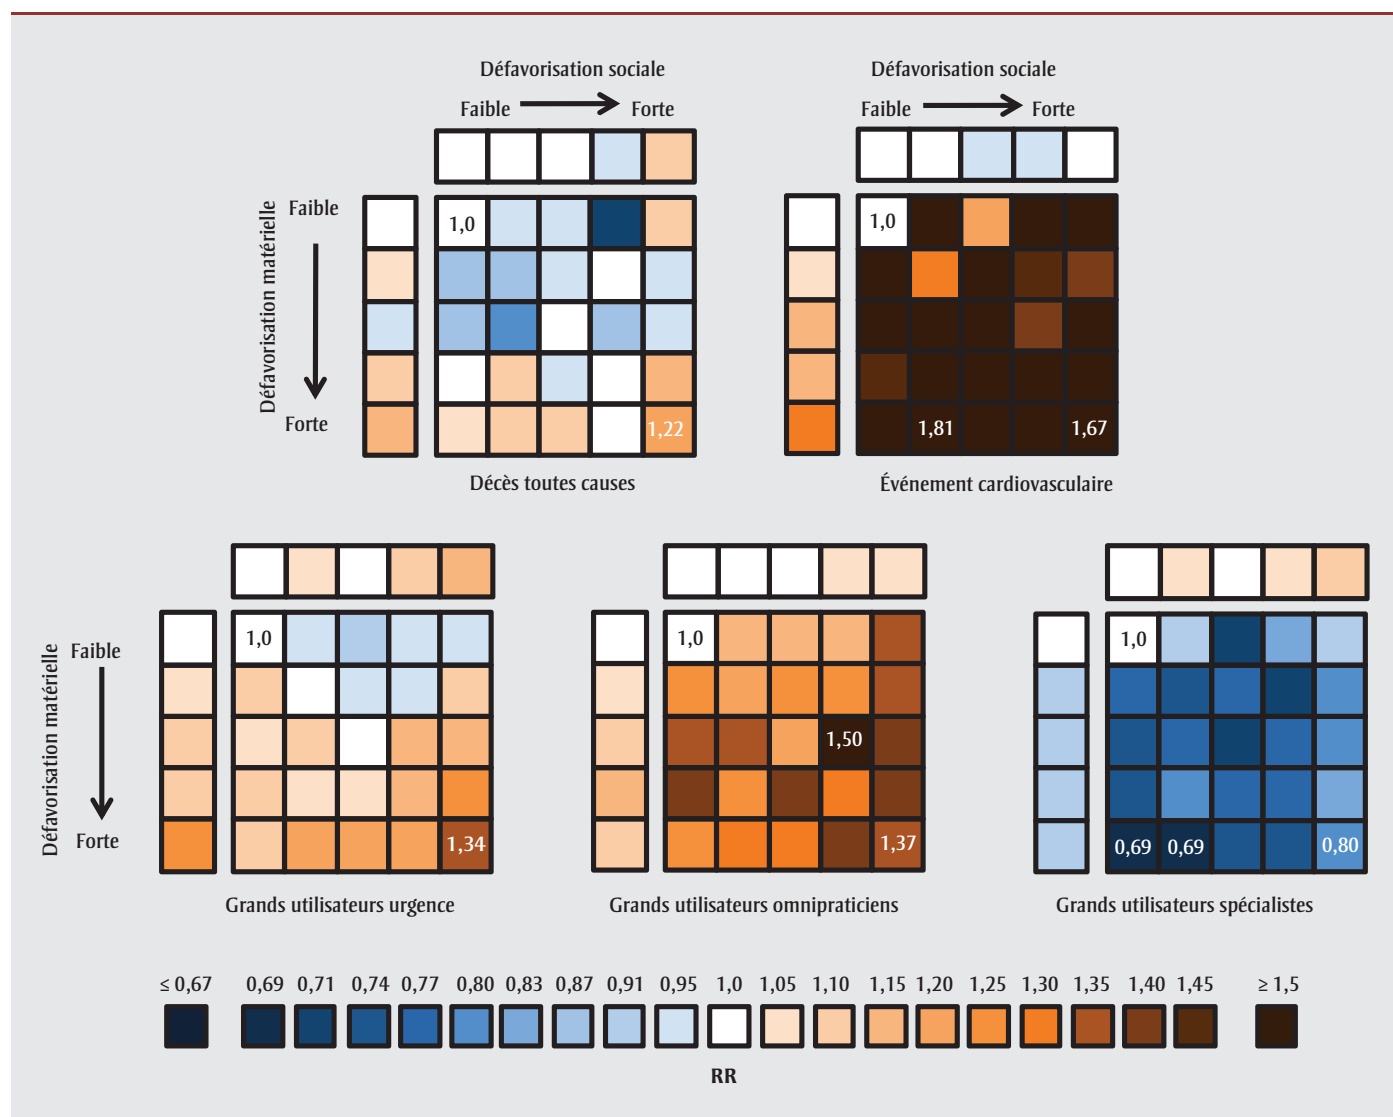 Défavorisation sociale
Défavorisation sociale
Faible
Forte
Faible
Forte
Défavorisation matérielle
Faible
Forte
1,0
1,22
1,0
1,81
1,67
Décès toutes causes
Événement cardiovasculaire
Défavorisation matérielle
Faible
Forte
1,0
1,34
1,0
1,50
1,37
1,0
0,69
0,69
0,80
Grands utilisateurs urgence
Grands utilisateurs omnipraticiens
Grands utilisateurs spécialistes
≤ 0,67 0,69 0,71 0,74 0,77 0,80 0,83 0,87 0,91 0,95 1,0 1,05 1,10 1,15 1,20 1,25 1,30 1,35 1,40 1,45 ≥ 1,5
RR